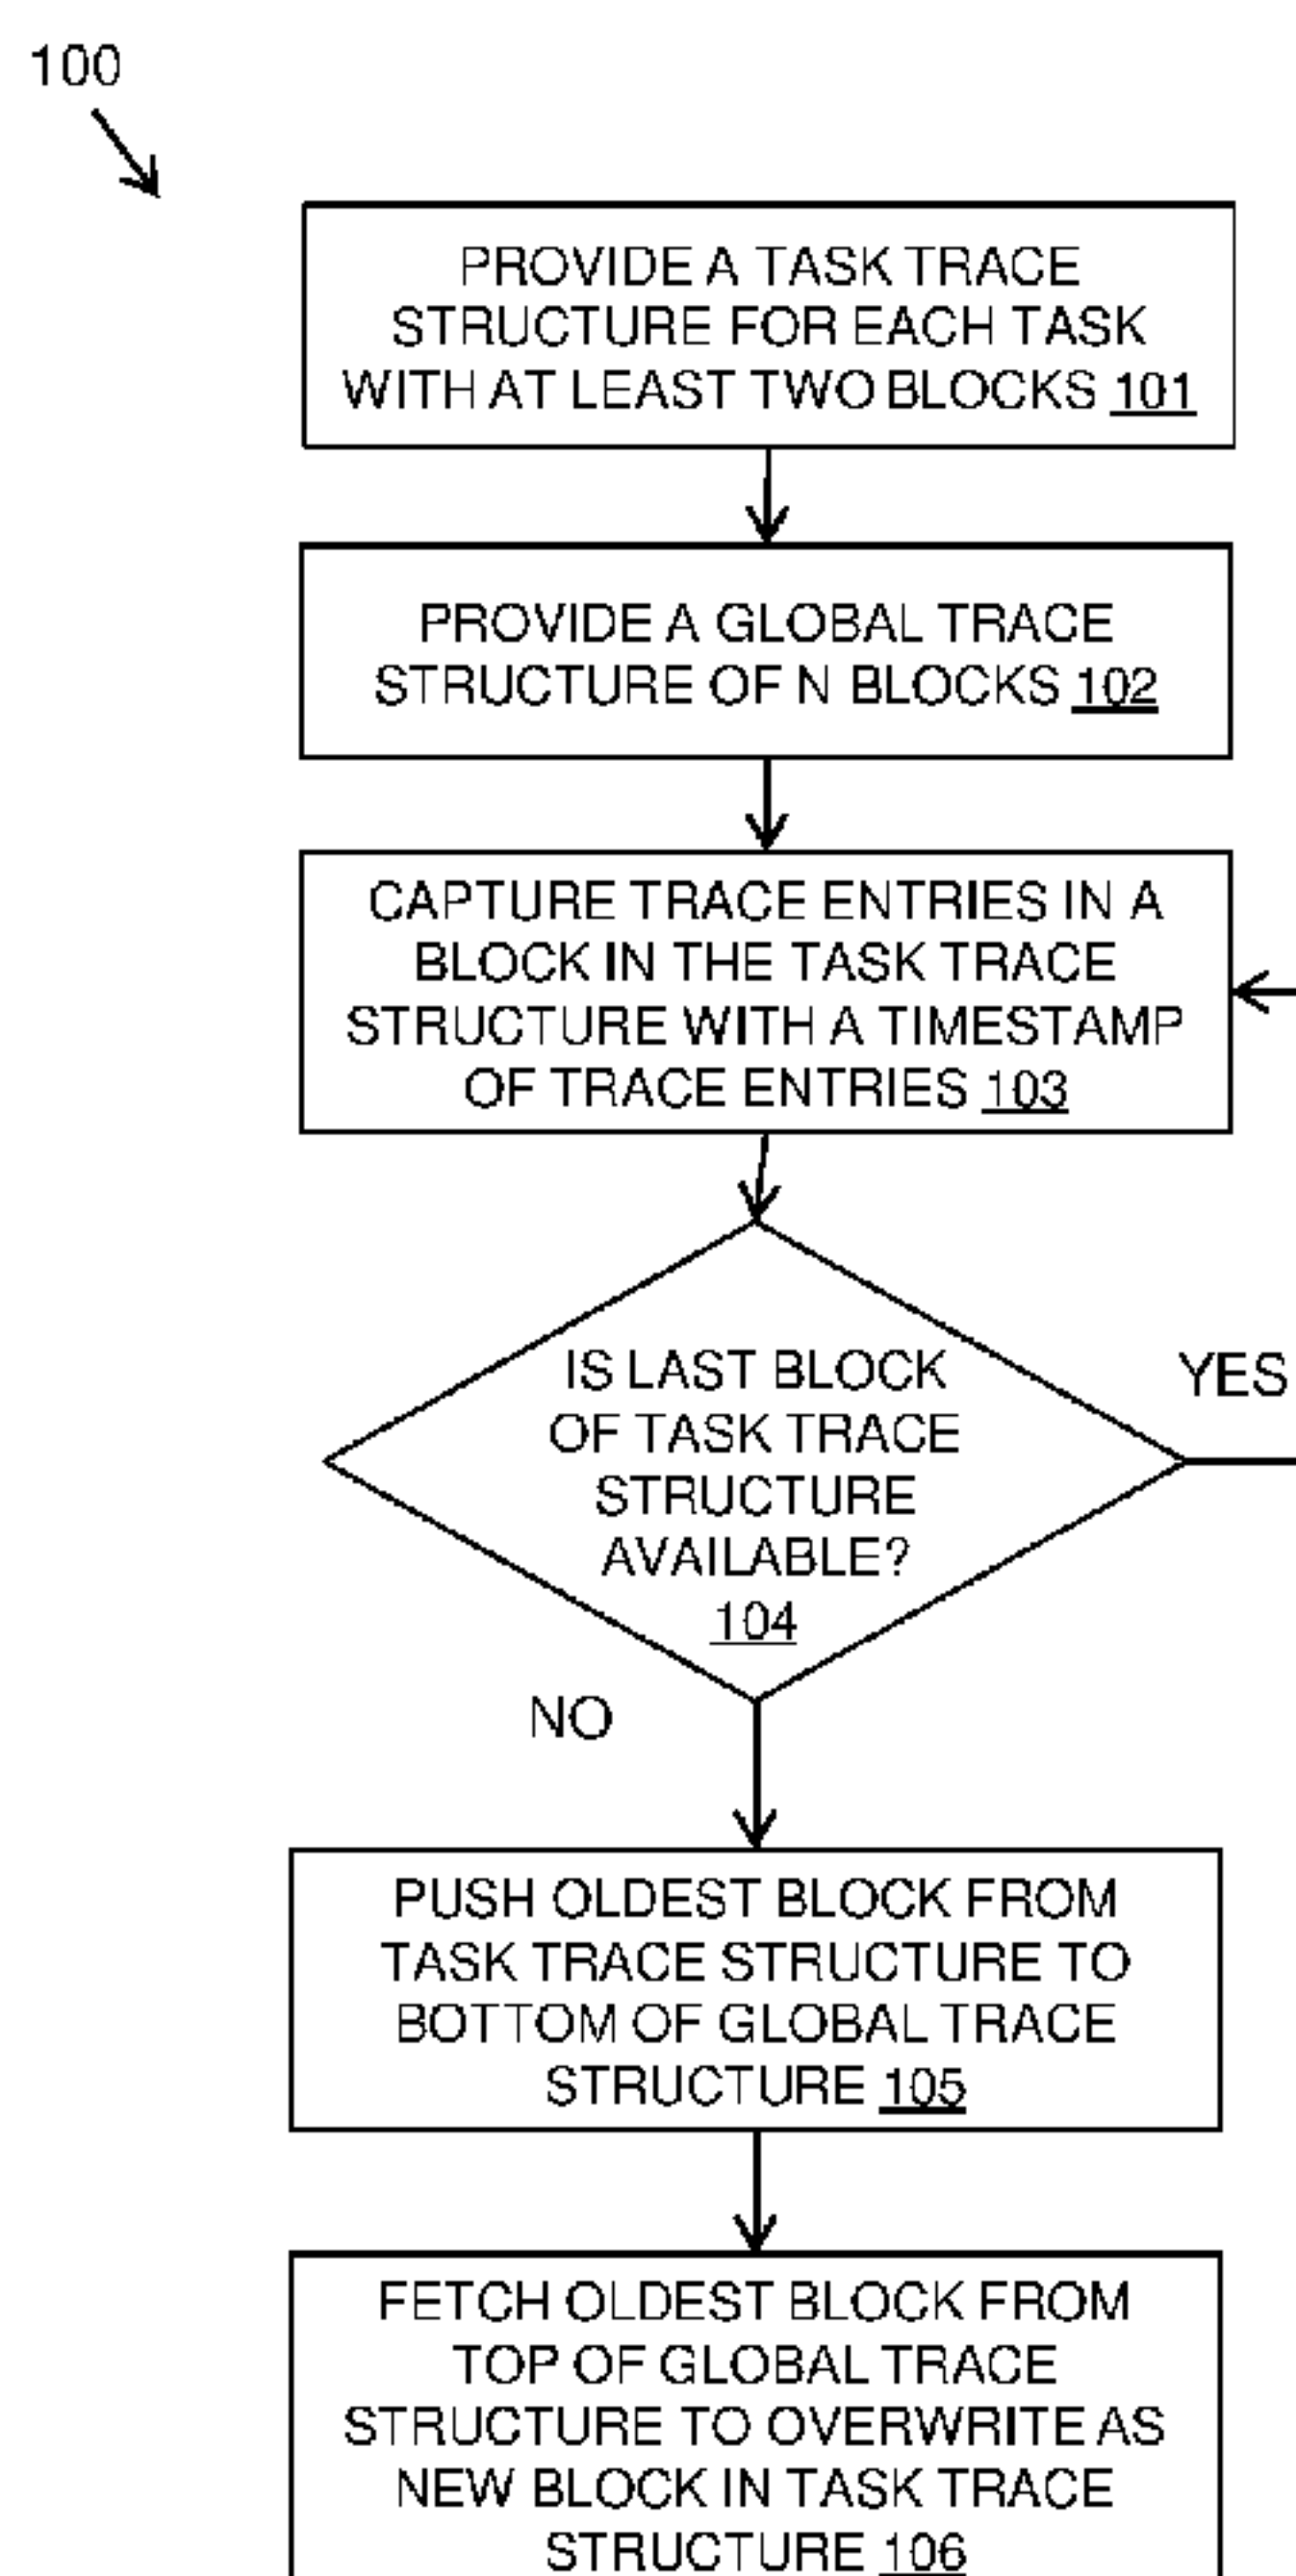 100
PROVIDE A TASK TRACE
STRUCTURE FOR EACH TASK
WITH AT LEAST TWO BLOCKS 101
PROVIDE A GLOBAL TRACE
STRUCTURE OF N BLOCKS 102
CAPTURE TRACE ENTRIES IN A
BLOCK IN THE TASK TRACE
STRUCTURE WITH A TIMESTAMP
OF TRACE ENTRIES 103
IS LAST BLOCK
OF TASK TRACE
STRUCTURE
AVAILABLE?
104
YES
NO
PUSH OLDEST BLOCK FROM
TASK TRACE STRUCTURE TO
BOTTOM OF GLOBAL TRACE
STRUCTURE 105
FETCH OLDEST BLOCK FROM
TOP OF GLOBAL TRACE
STRUCTURE TO OVERWRITE AS
NEW BLOCK IN TASK TRACE
STRUCTURE 106